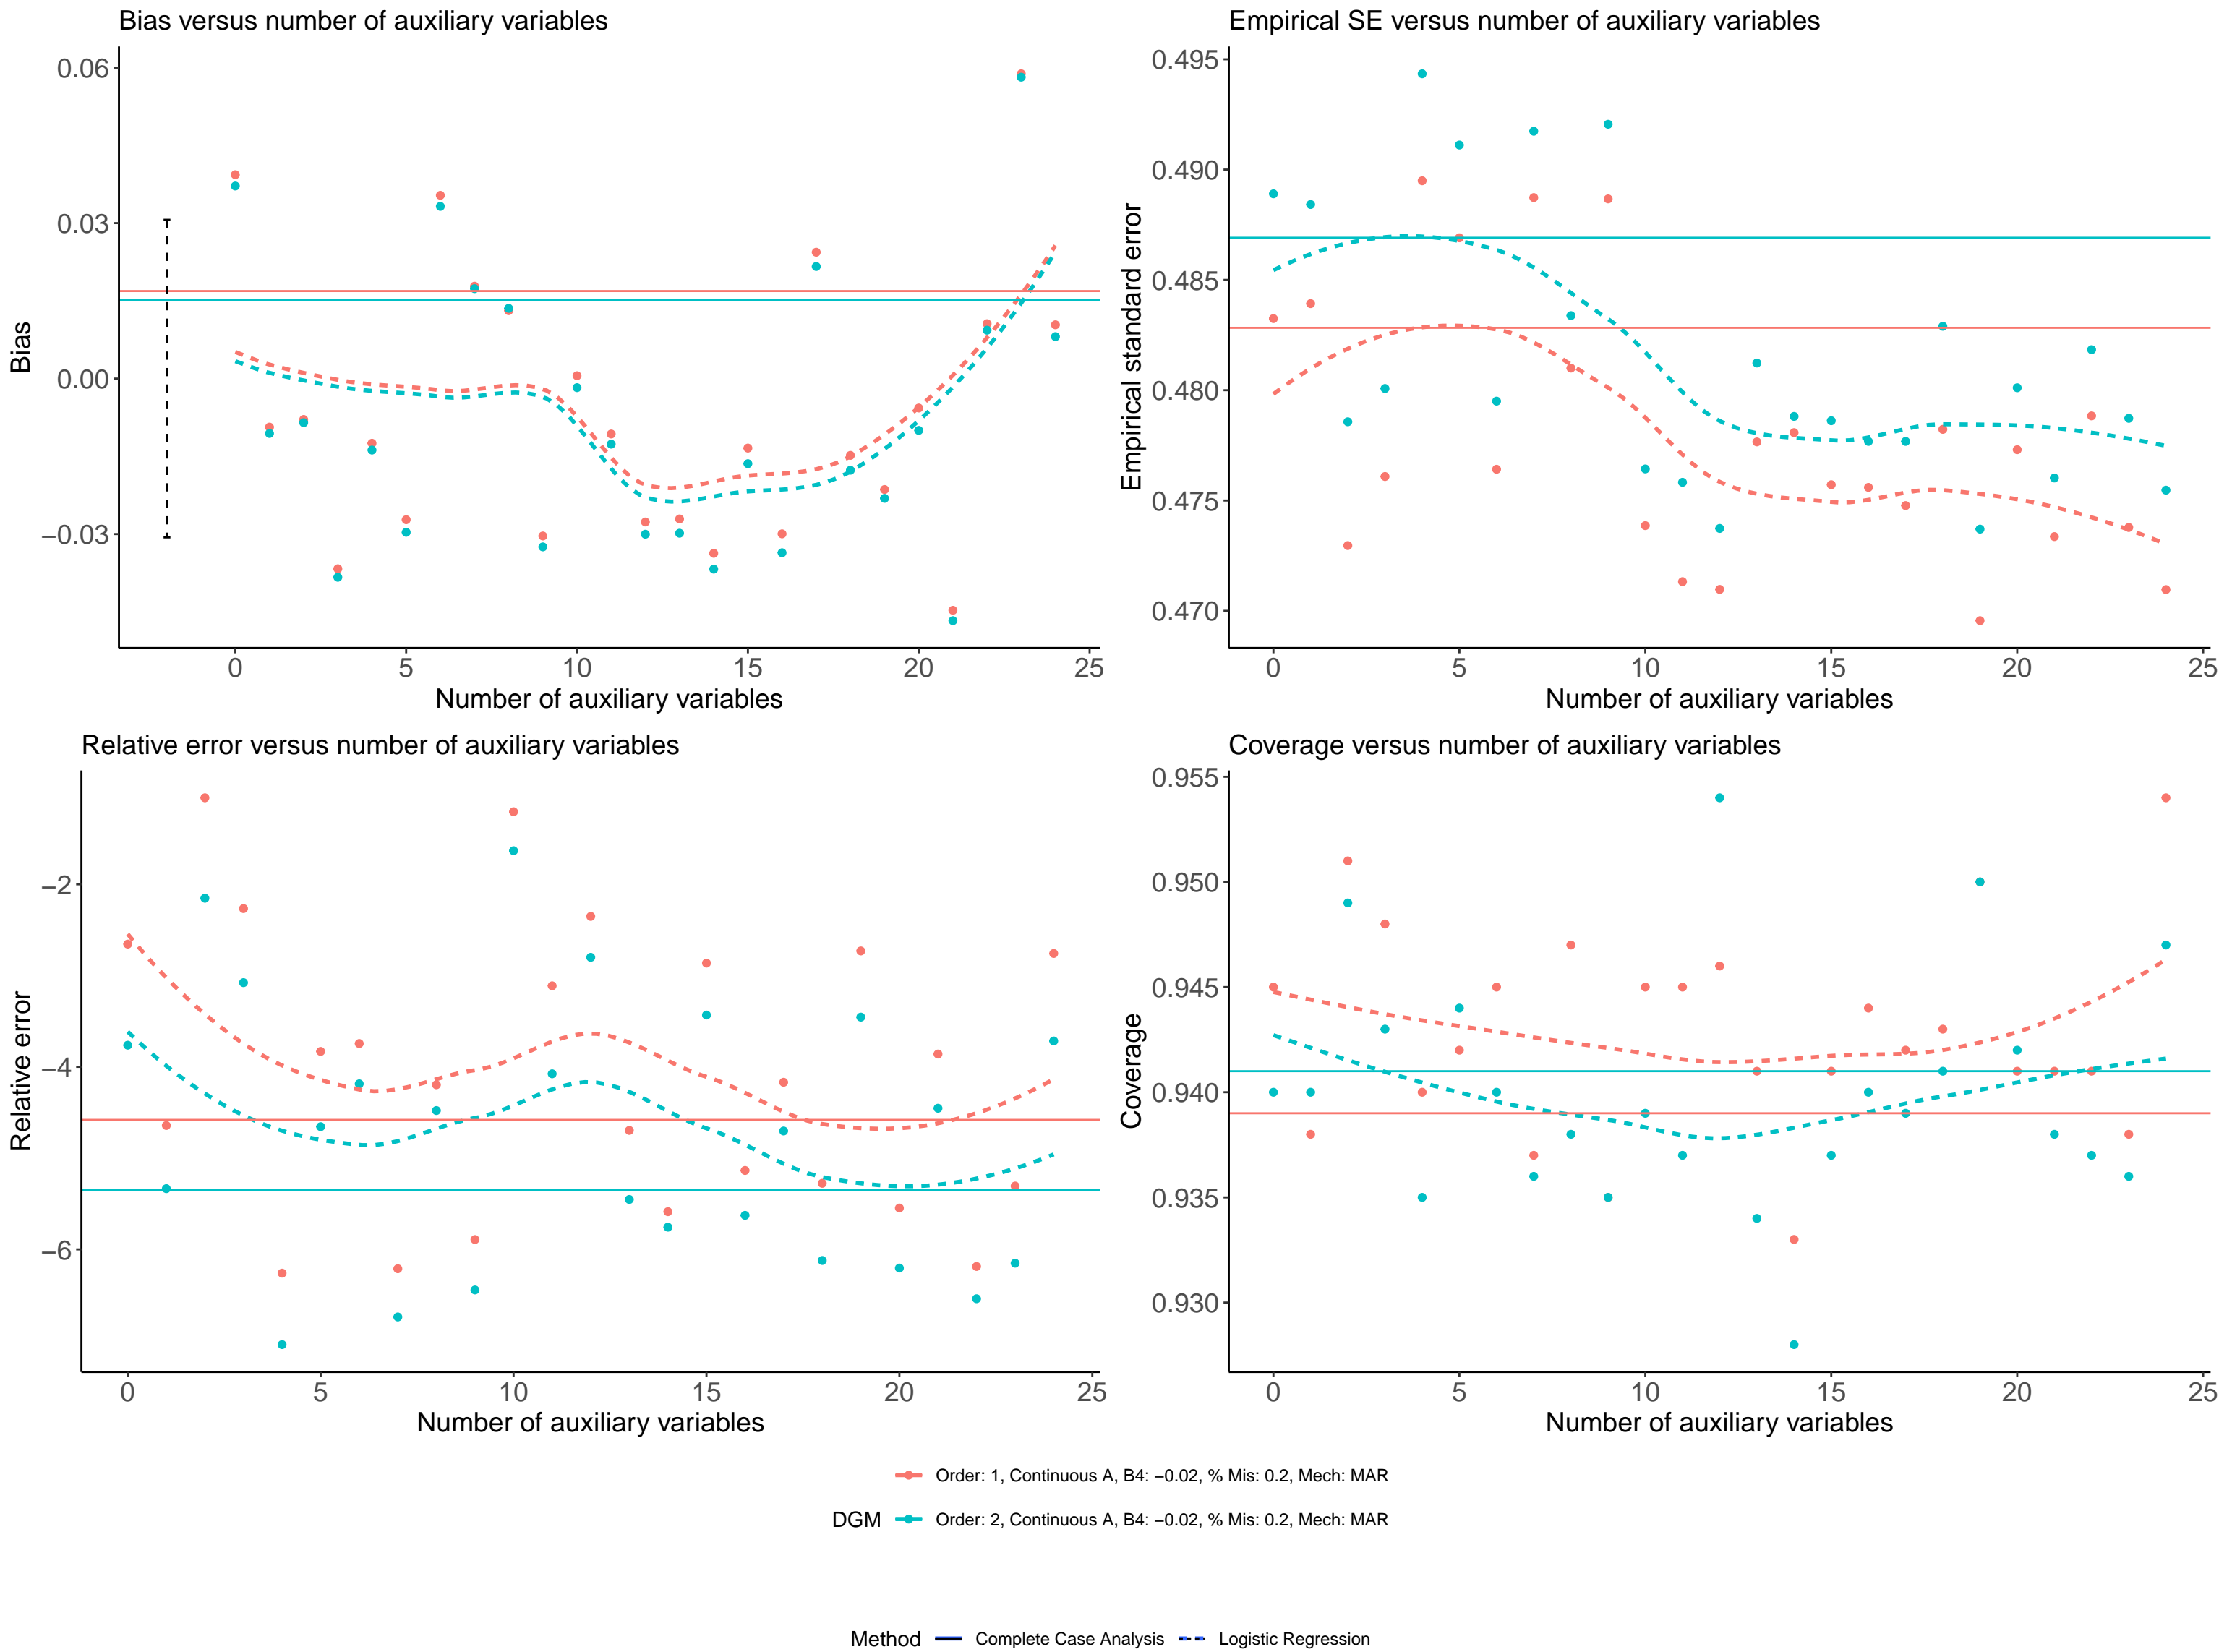 Bias versus number of auxiliary variables
0.06
0.03
0.00
−0.03
Bias
0 5 10 15 20 25
Number of auxiliary variables
Empirical SE versus number of auxiliary variables
0.495
0.490
0.485
0.480
0.475
0.470
Empirical standard error
0 5 10 15 20 25
Number of auxiliary variables
Relative error versus number of auxiliary variables
−2
−4
−6
Relative error
0 5 10 15 20 25
Number of auxiliary variables
Coverage versus number of auxiliary variables
0.955
0.950
0.945
0.940
0.935
0.930
Coverage
0 5 10 15 20 25
Number of auxiliary variables
DGM
Order: 1, Continuous A, B4: −0.02, % Mis: 0.2, Mech: MAR
Order: 2, Continuous A, B4: −0.02, % Mis: 0.2, Mech: MAR
Method Complete Case Analysis Logistic Regression